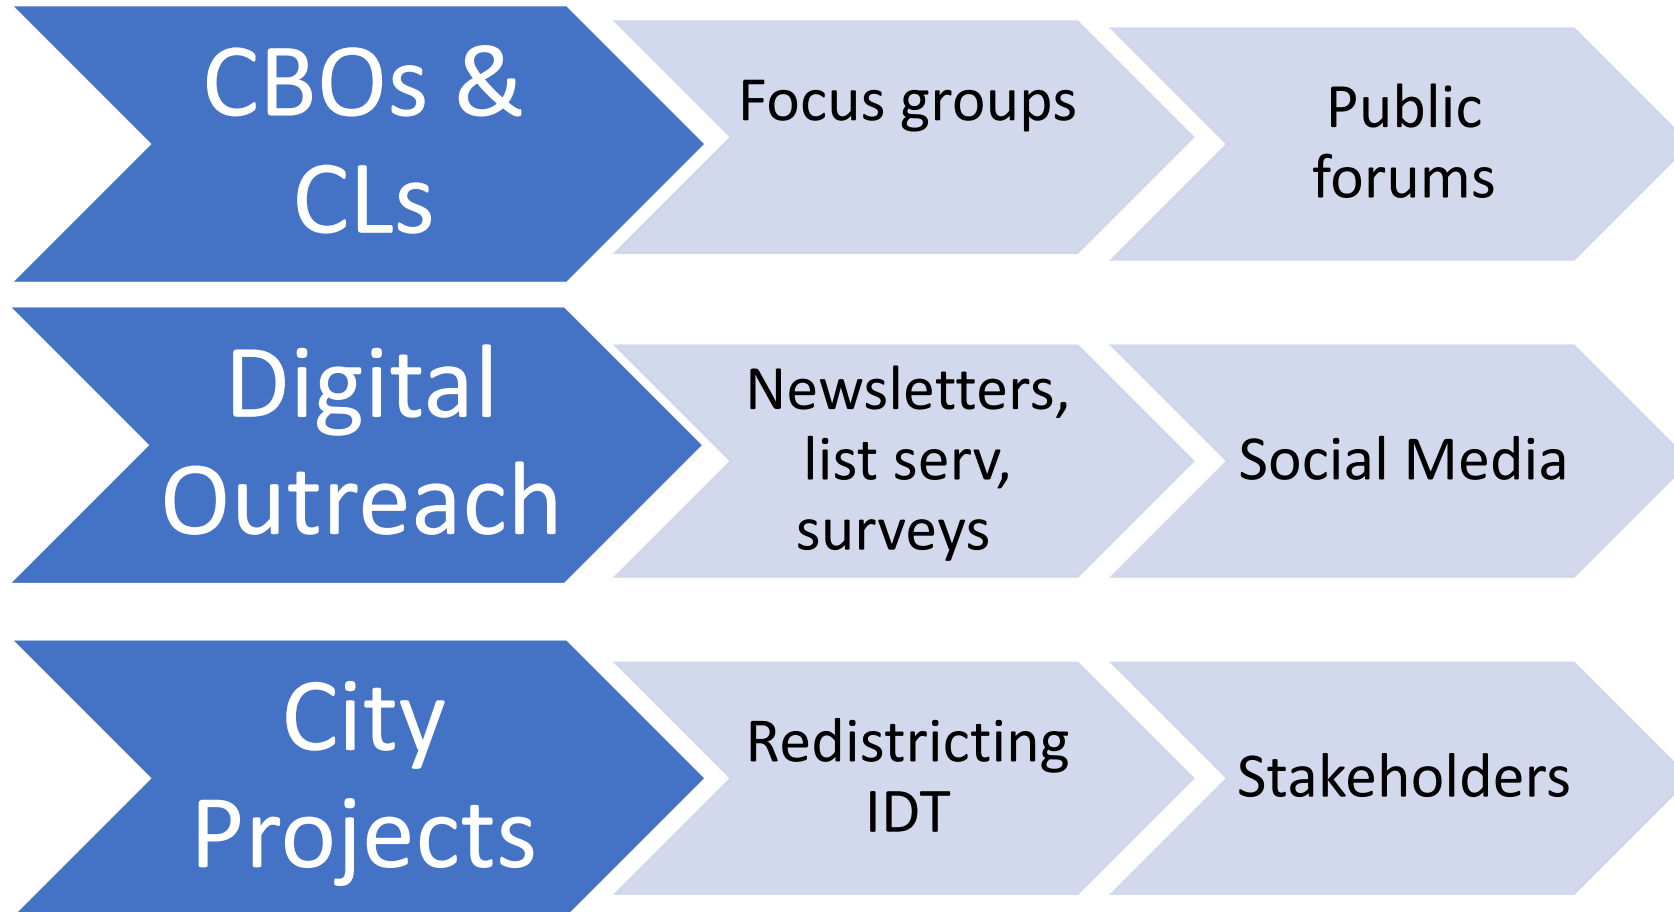 CBOs &
CLs
Focus groups
Public
forums
Digital
Outreach
Newsletters,
list serv,
surveys
Social Media
City
Projects
Redistricting
IDT
Stakeholders